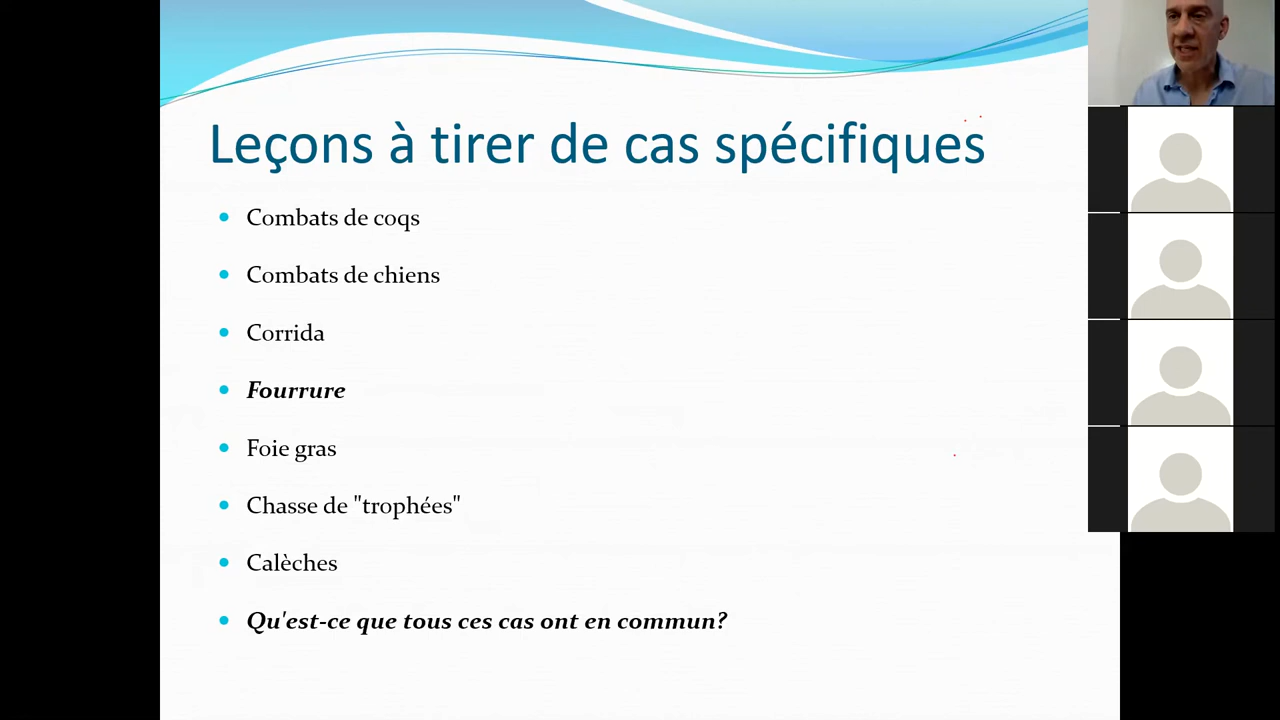 Leçons à tirer de cas spécifiques
Combats de coqs
Combats de chiens
Corrida
Fourrure
Foie gras
Chasse de "trophées"
Calèches
Qu'est-ce que tous ces cas ont en commun?